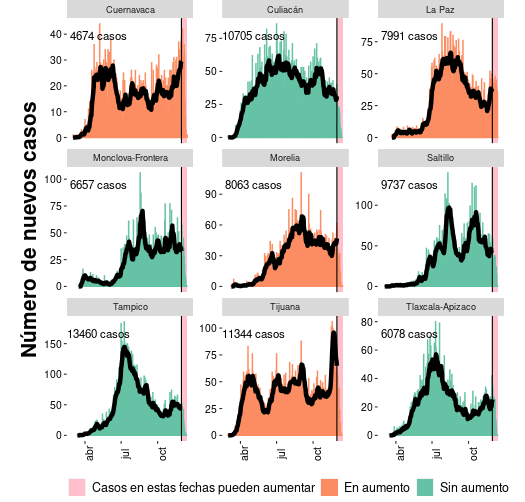 Número de nuevos casos
Cuernavaca
4674 casos
40
30
20
10
0
Culiacán
10705 casos
75
50
25
0
La Paz
7991 casos
75
50
25
0
Monclova-Frontera
6657 casos
100
75
50
25
0
Morelia
8063 casos
90
60
30
0
Saltillo
9737 casos
100
50
0
Tampico
13460 casos
150
100
50
0
abr
jul
oct
Tijuana
11344 casos
100
75
50
25
0
abr
jul
oct
Tlaxcala-Apizaco
6078 casos
80
60
40
20
0
abr
jul
oct
Casos en estas fechas pueden aumentar
En aumento
Sin aumento